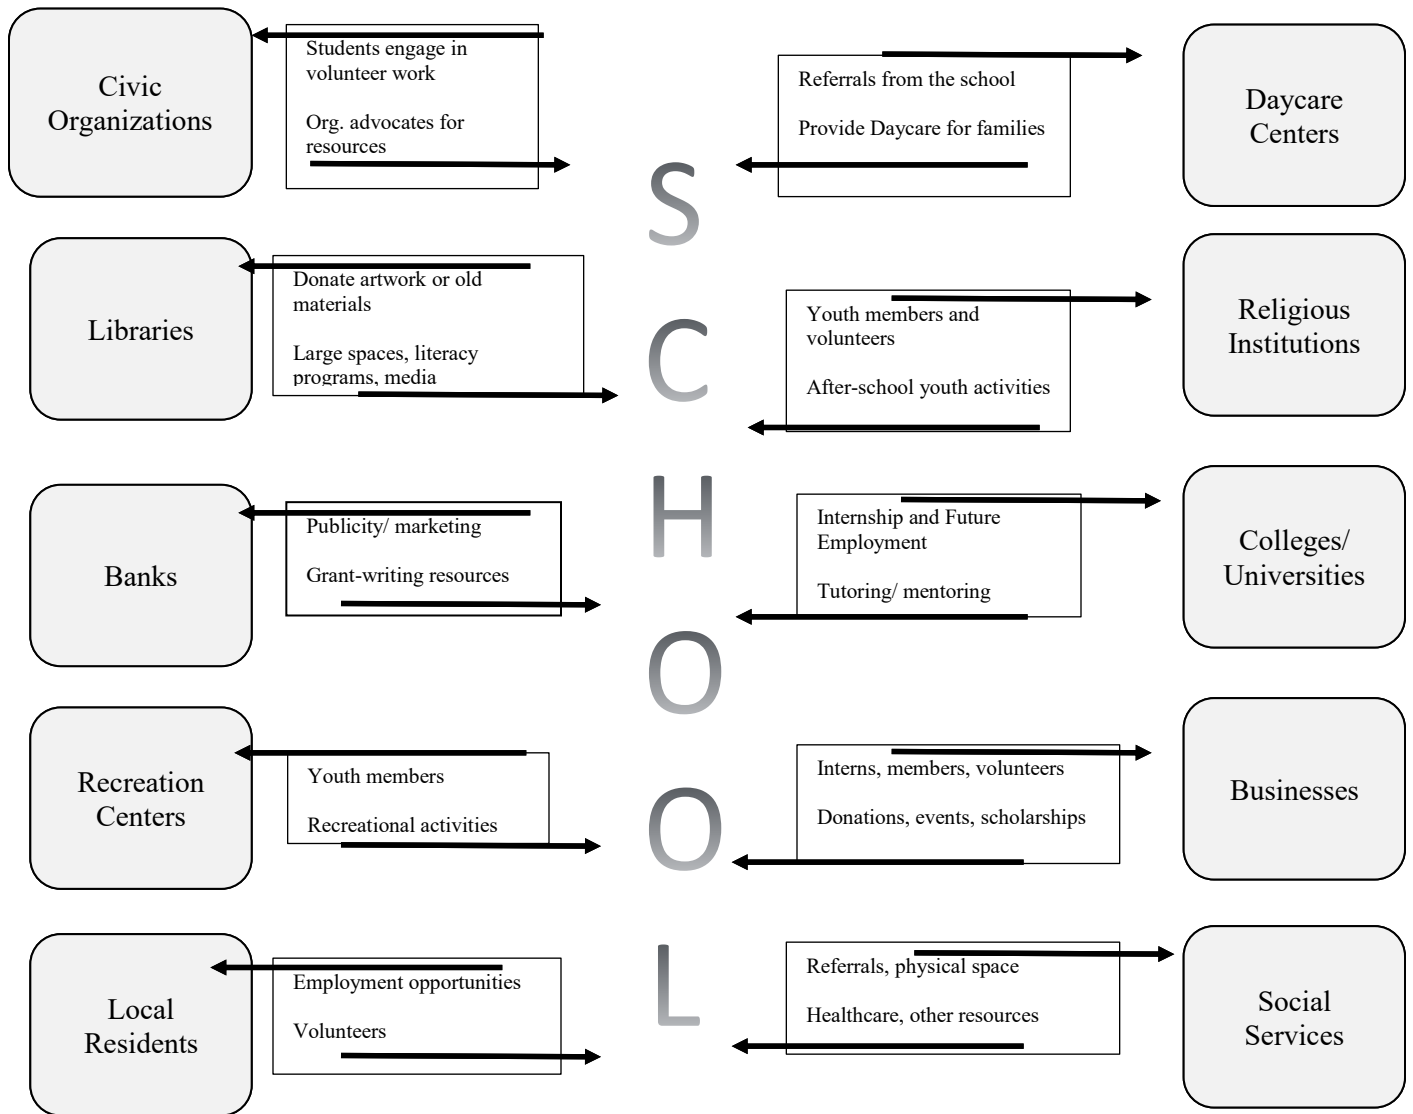 Civic
Organizations
Students engage in
volunteer work
Org. advocates for
resources
Referrals from the school
Provide Daycare for families
Daycare
Centers
Libraries
Donate artwork or old
materials
Large spaces, literacy
programs, media
Youth members and
volunteers
After-school youth activities
Religious
Institutions
Banks
Publicity/ marketing
Grant-writing resources
Internship and Future
Employment
Tutoring/ mentoring
Colleges/
Universities
Recreation
Centers
Youth members
Recreational activities
Interns, members, volunteers
Donations, events, scholarships
Businesses
Local
Residents
Employment opportunities
Volunteers
Referrals, physical space
Healthcare, other resources
Social
Services
S
C
H
O
O
L